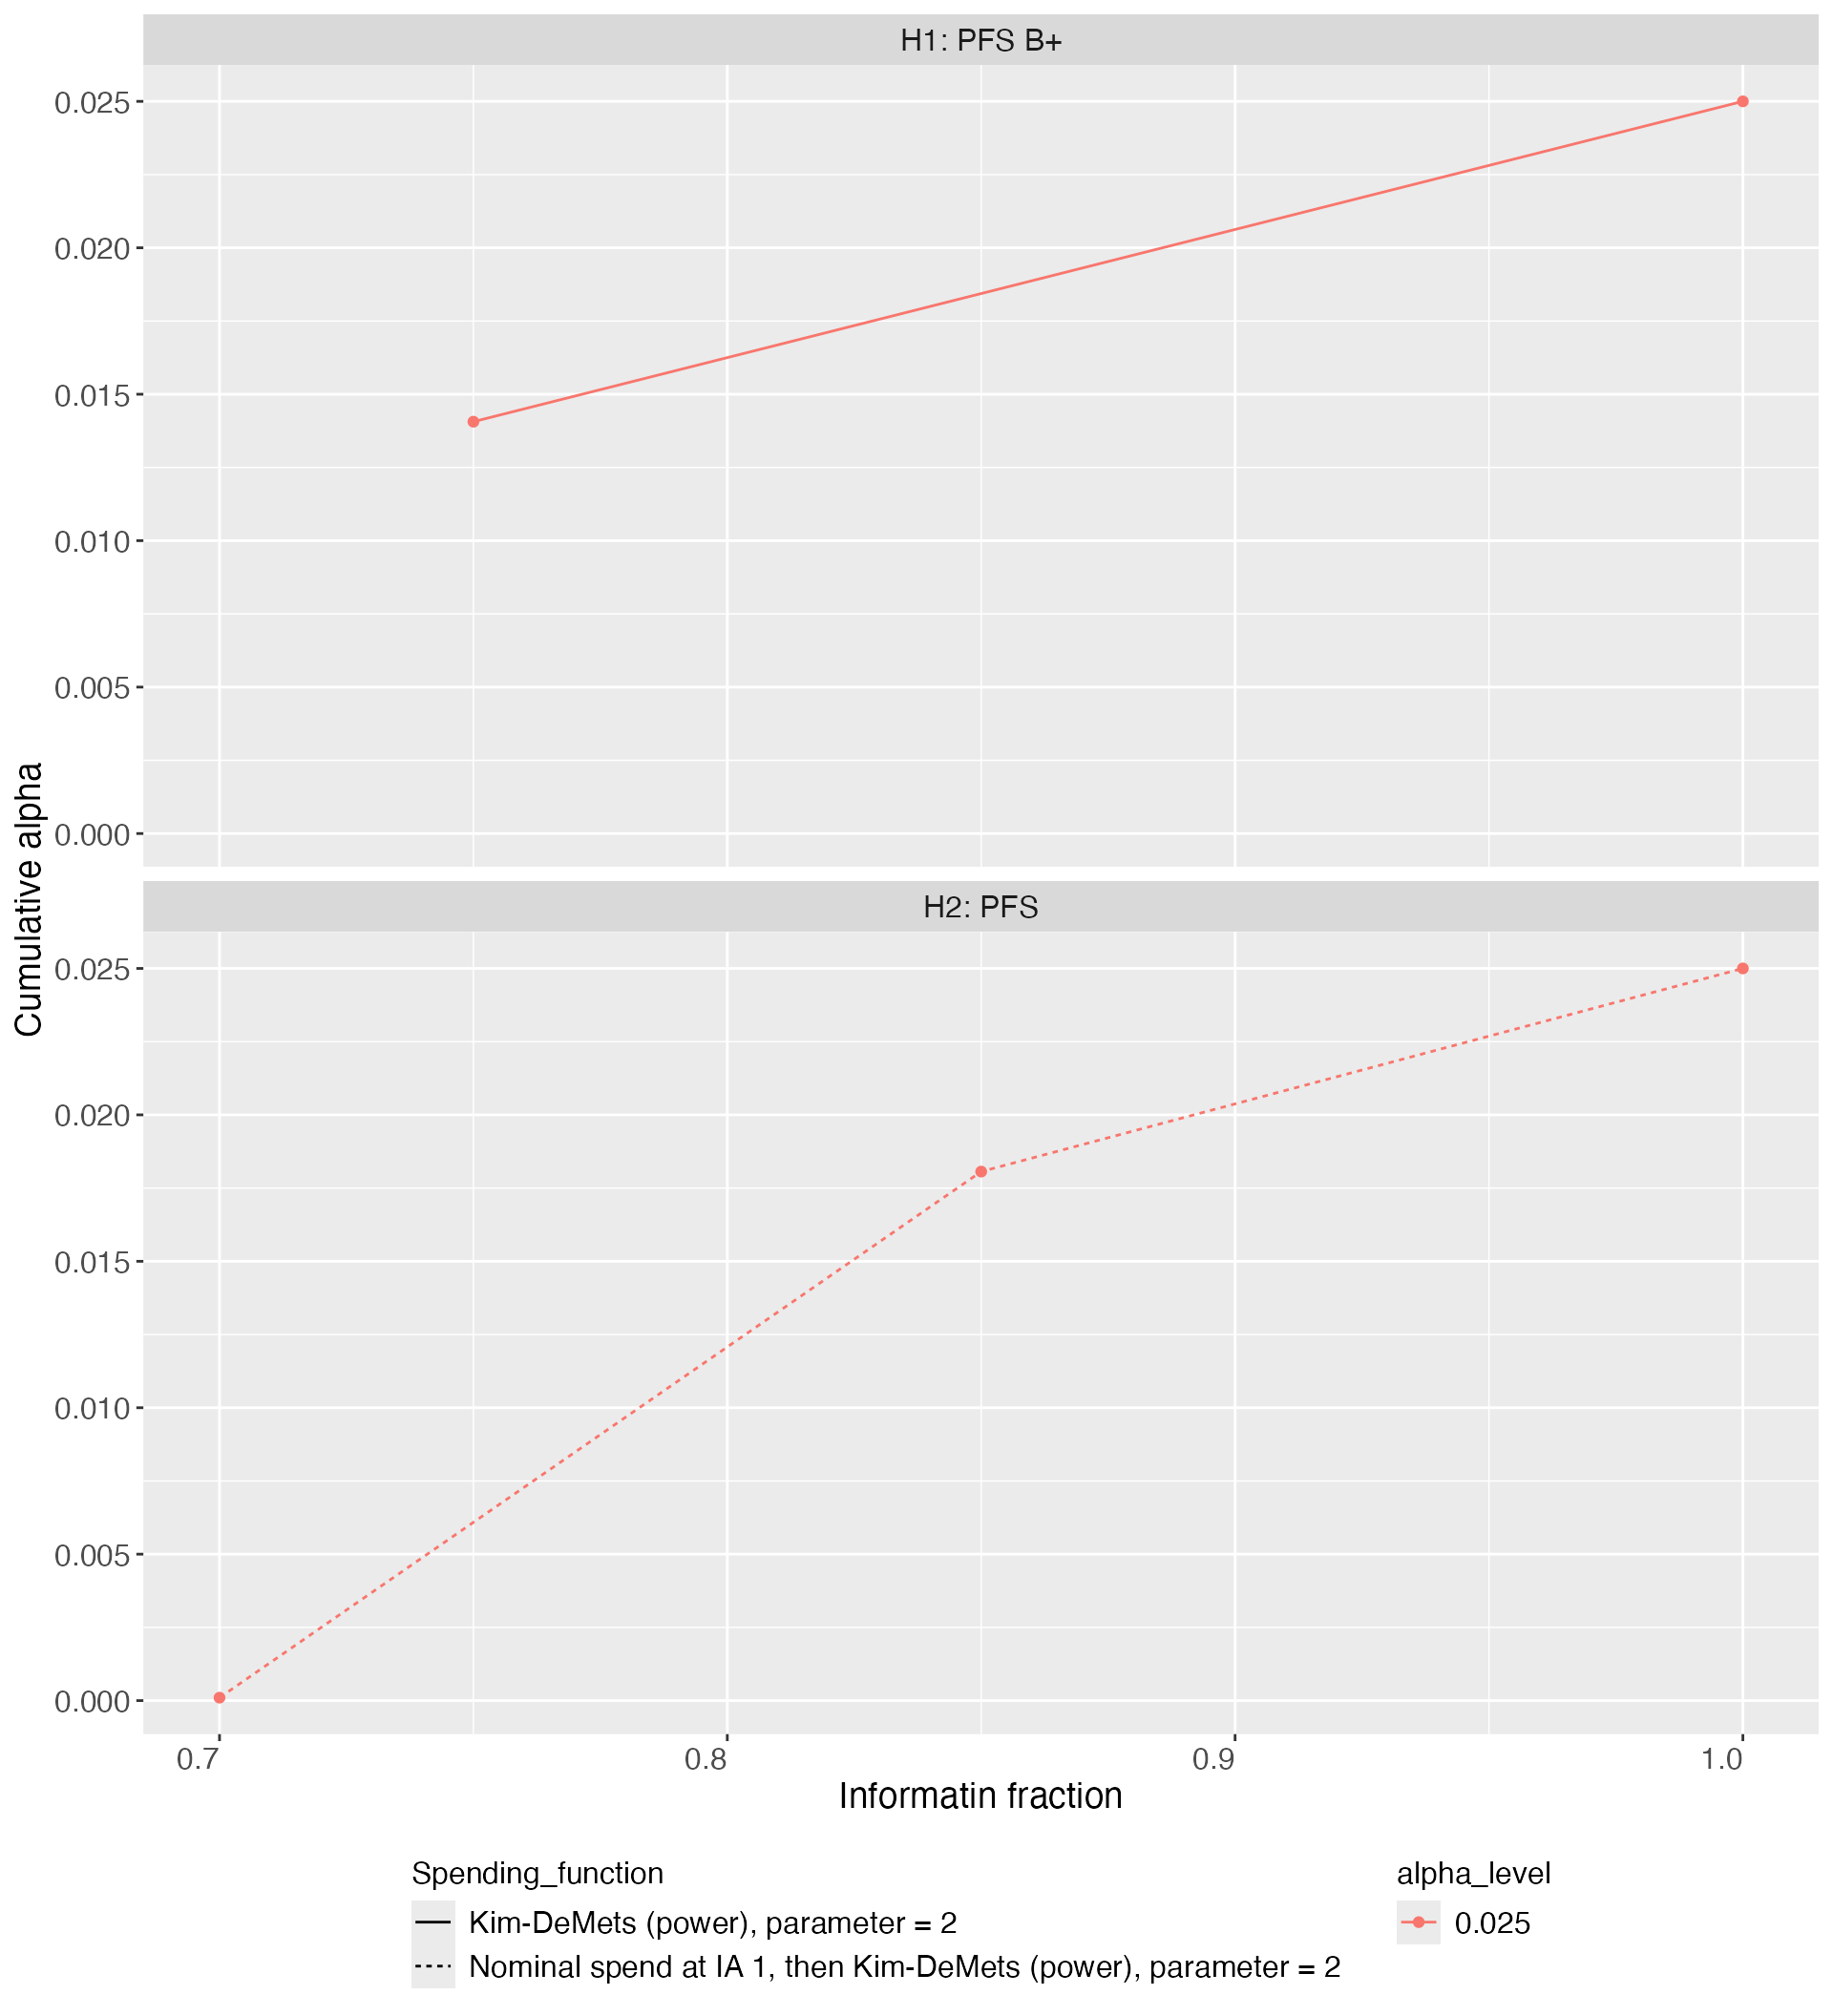 H1: PFS B+
0.025
0.020
0.015
0.010
0.005
0.000
Cumulative alpha
H2: PFS
0.025
0.020
0.015
0.010
0.005
0.000
0.7 0.8 0.9 1.0
Informatin fraction
Spending_function
Kim-DeMets (power), parameter = 2
Nominal spend at IA 1, then Kim-DeMets (power), parameter = 2
alpha_level
0.025